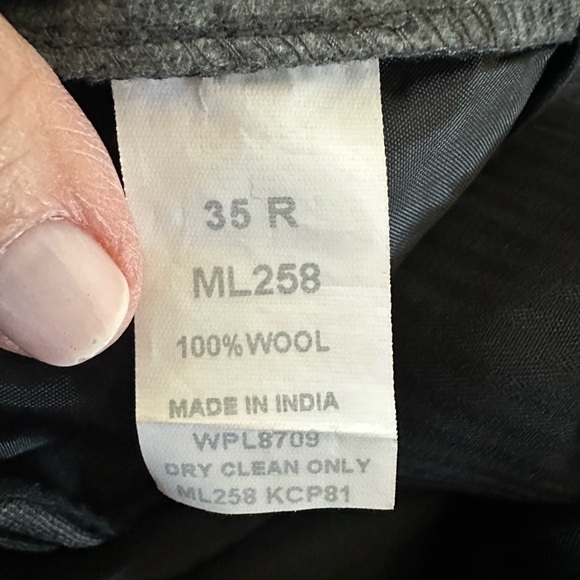 35 R
ML258
100% WOOL
MADE IN INDIA
WPL8709
DRY CLEAN ONLY
ML258 KCP81